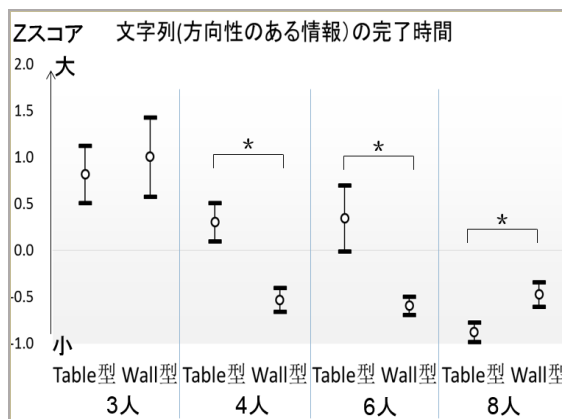 Zスコア 文字列(方向性のある情報)の完了時間
2.0 大
1.5
1.0
0.5
0.0
-0.5
-1.0 小
* * *
Table型 Wall型 Table型 Wall型 Table型 Wall型 Table型 Wall型
3人 4人 6人 8人